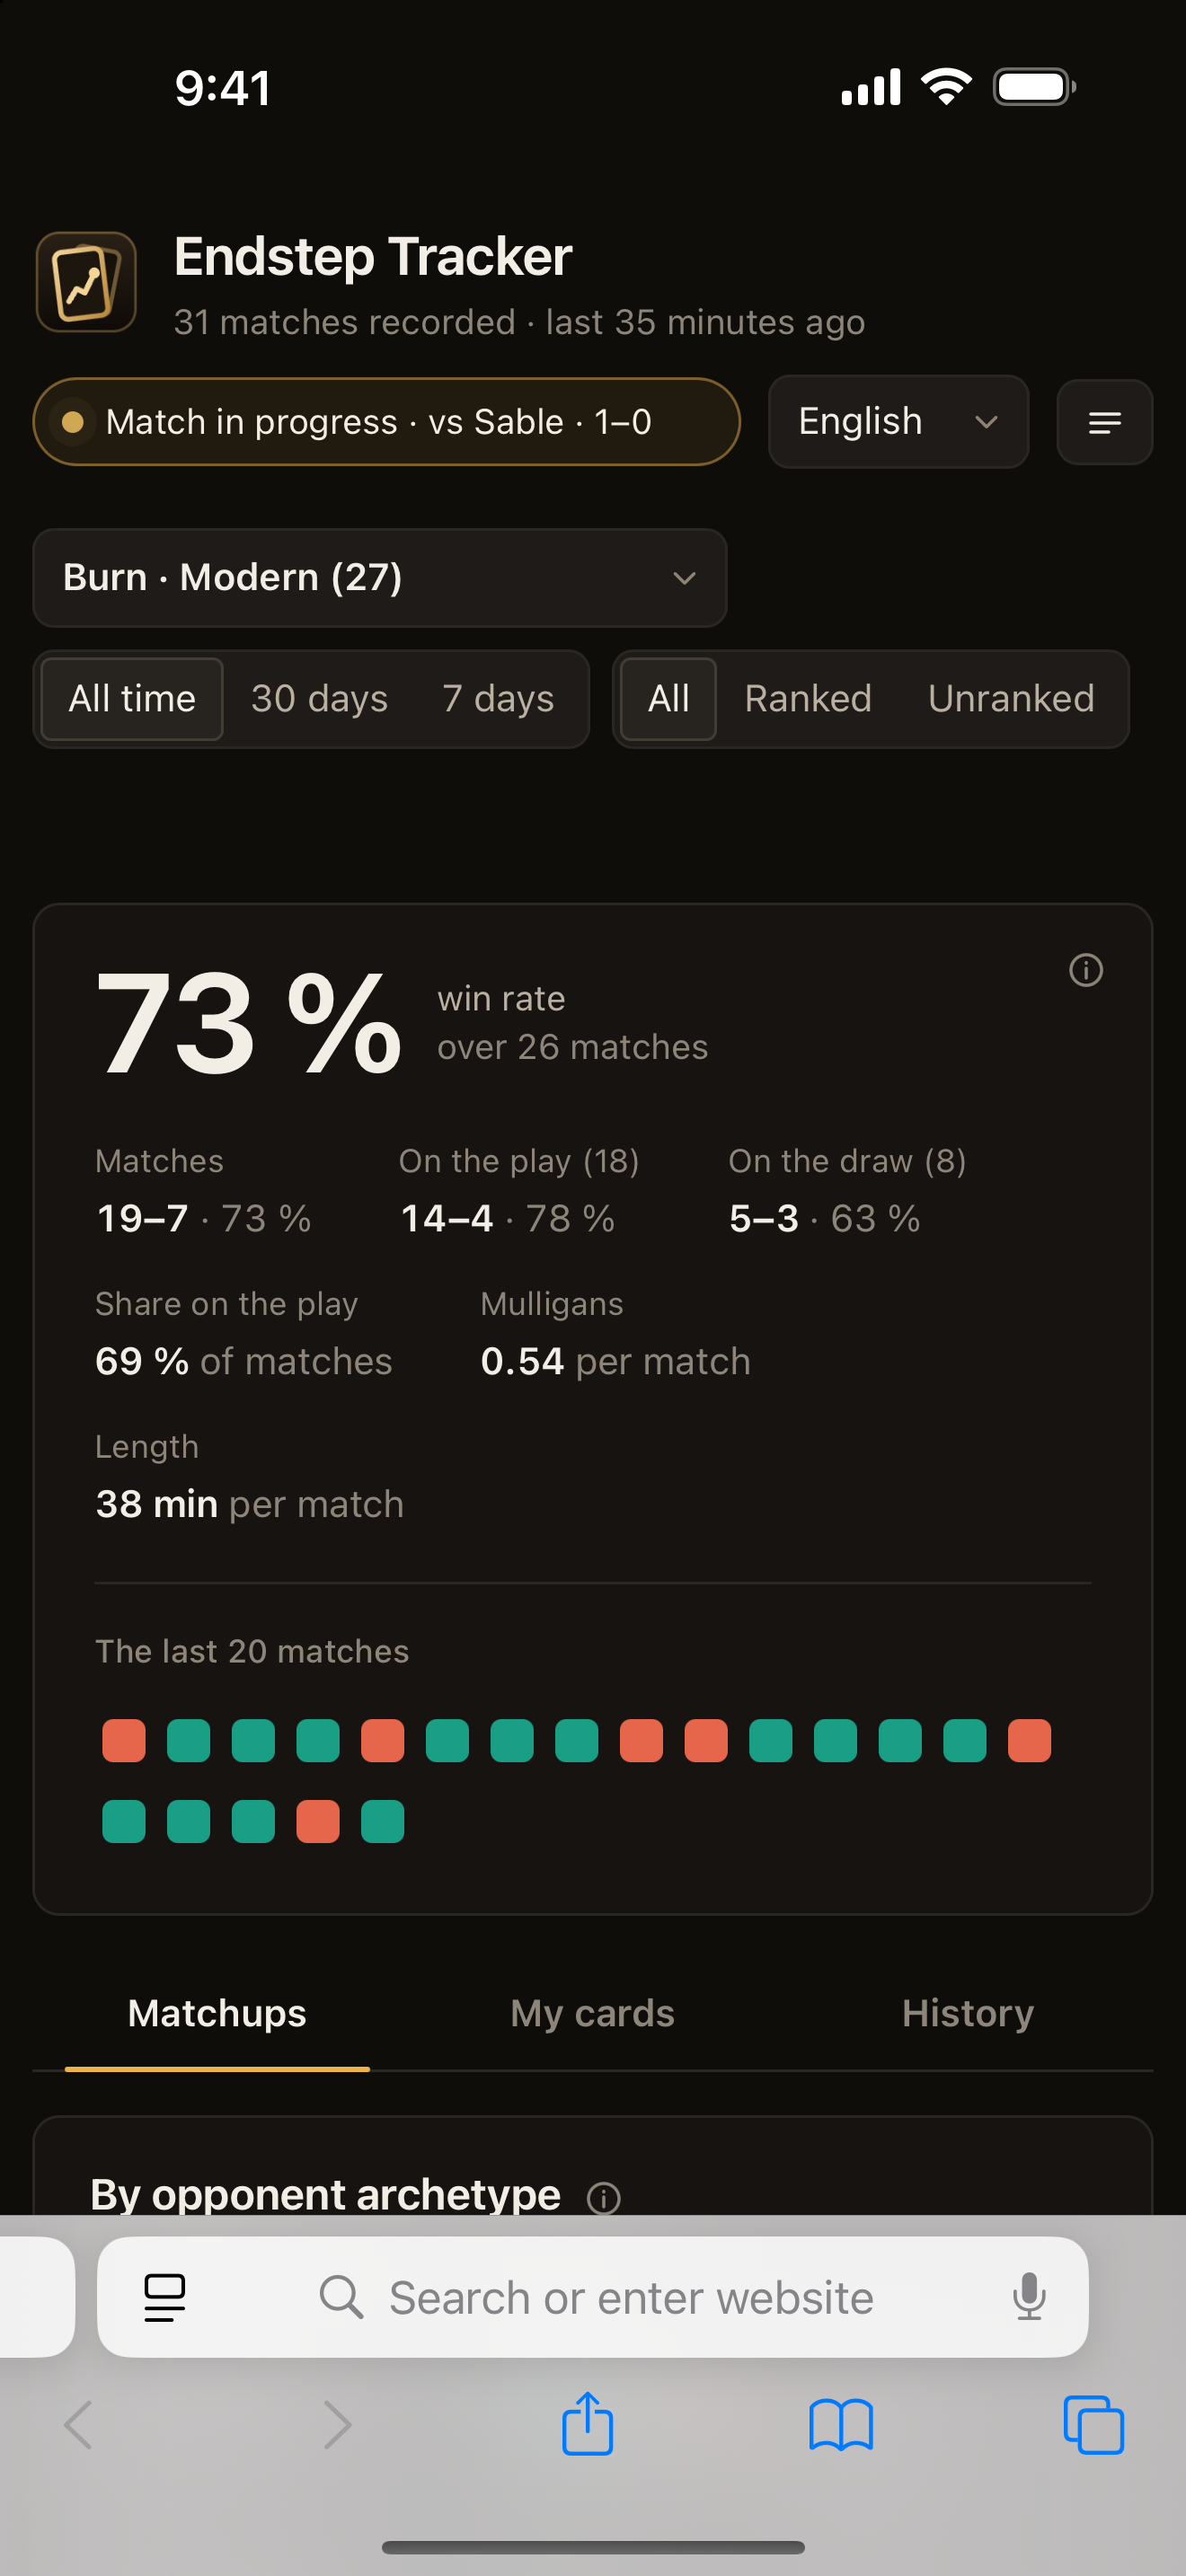 9:41
Endstep Tracker
31 matches recorded · last 35 minutes ago
Match in progress · vs Sable · 1–0
English
Burn · Modern (27)
All time 30 days 7 days All Ranked Unranked
73 % win rate
over 26 matches
Matches On the play (18) On the draw (8)
19–7 · 73 % 14–4 · 78 % 5–3 · 63 %
Share on the play Mulligans
69 % of matches 0.54 per match
Length
38 min per match
The last 20 matches
Matchups My cards History
By opponent archetype
Search or enter website